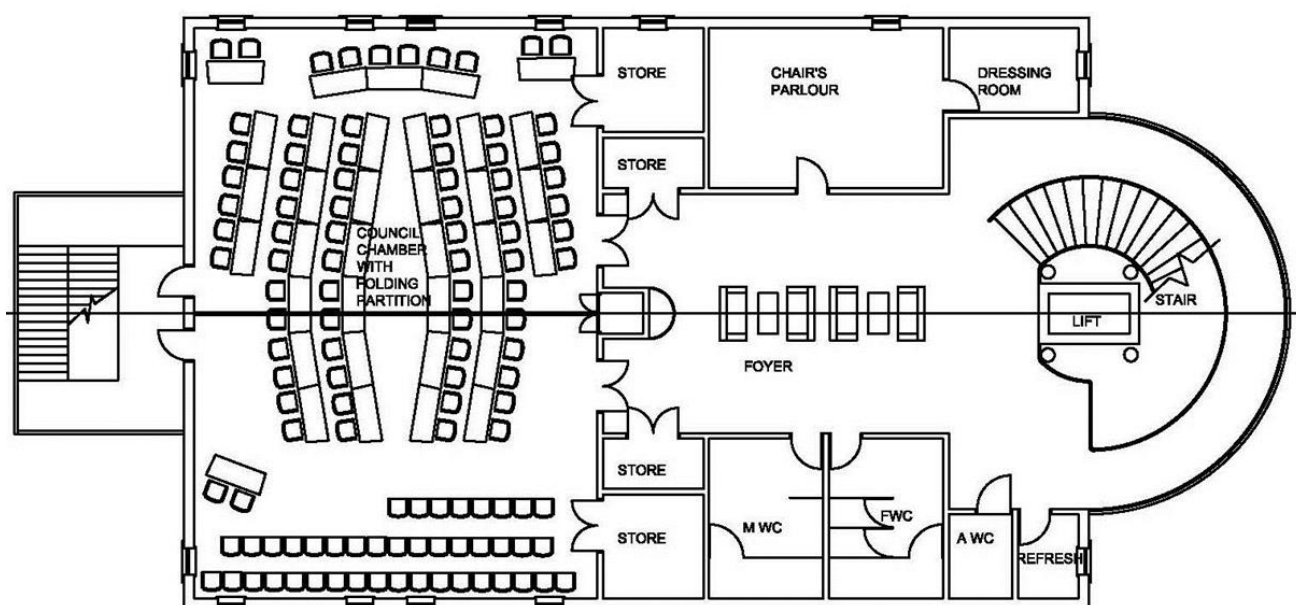 STORE
CHAIR'S
PARLOUR
DRESSING
ROOM
STORE
COUNCIL
CHAMBER
WITH
FOLDING
PARTITION
STAIR
LIFT
FOYER
STORE
M WC
FWC
STORE
A WC
REFRESH